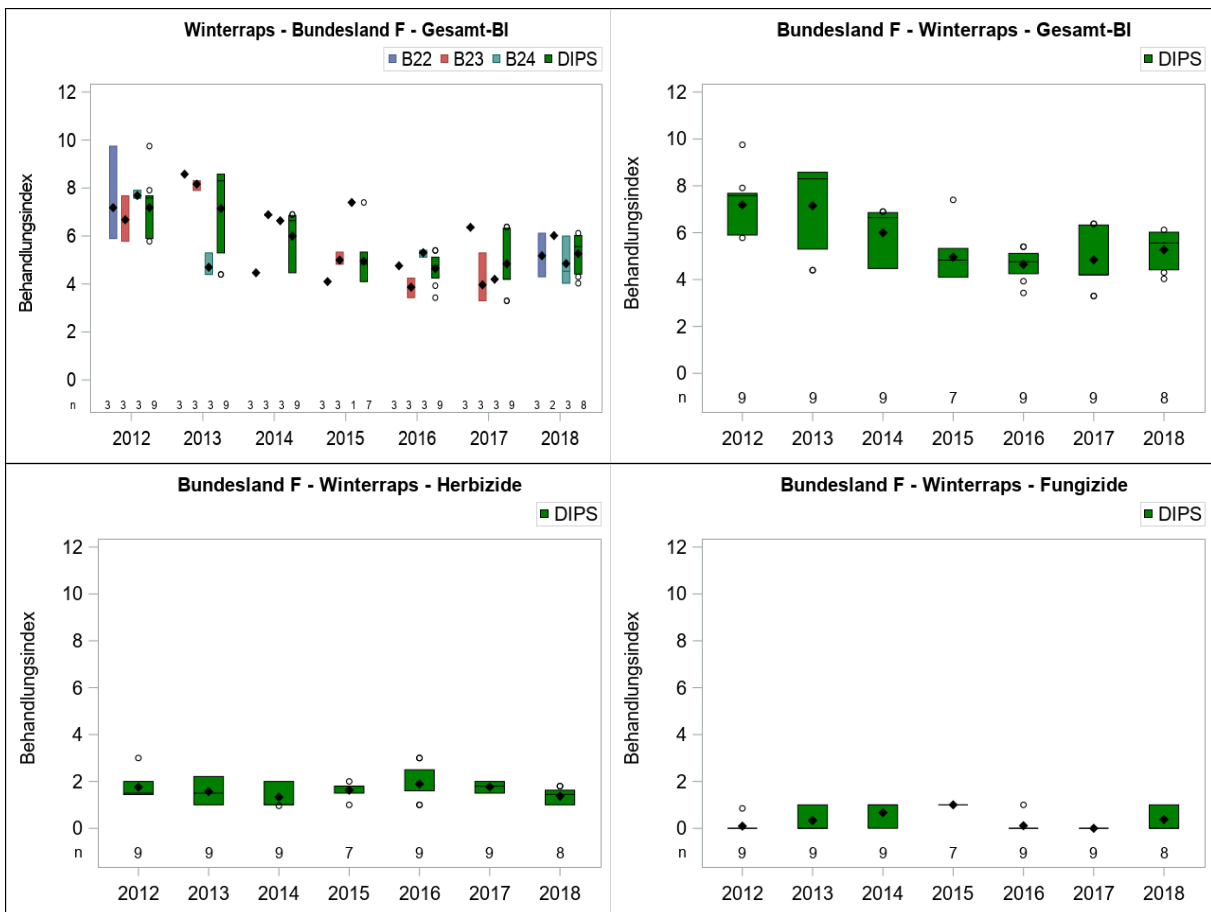 Winterraps - Bundesland F - Gesamt-BI
B22 B23 B24 DIPS
Behandlungsindex
12
10
8
6
4
2
0
n 3 3 3 9 3 3 3 9 3 3 3 9 3 3 1 7 3 3 3 9 3 3 3 9 3 2 3 8
2012 2013 2014 2015 2016 2017 2018
Bundesland F - Winterraps - Gesamt-BI
DIPS
Behandlungsindex
12
10
8
6
4
2
0
n 9 9 9 7 9 9 8
2012 2013 2014 2015 2016 2017 2018
Bundesland F - Winterraps - Herbizide
DIPS
Behandlungsindex
12
10
8
6
4
2
0
n 9 9 9 7 9 9 8
2012 2013 2014 2015 2016 2017 2018
Bundesland F - Winterraps - Fungizide
DIPS
Behandlungsindex
12
10
8
6
4
2
0
n 9 9 9 7 9 9 8
2012 2013 2014 2015 2016 2017 2018